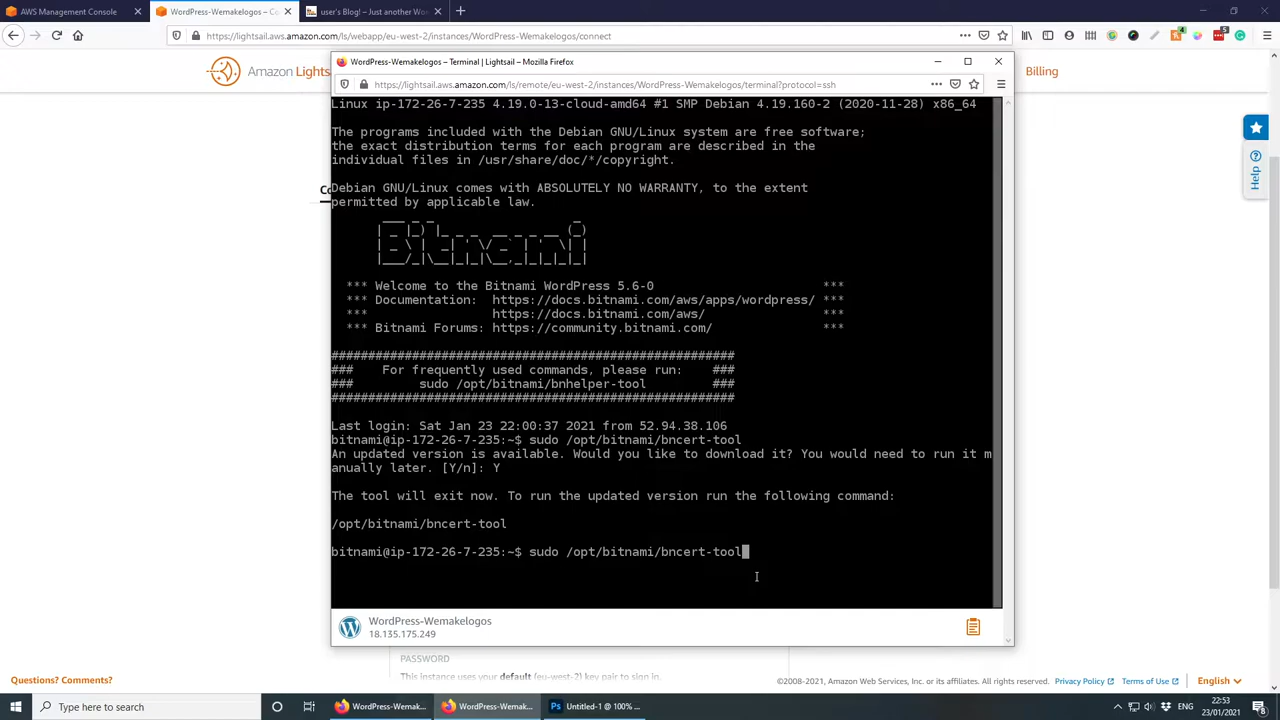 AWS Management Console
WordPress-Wemakelogos – Co
user's Blog! – Just another Wo
https://lightsail.aws.amazon.com/ls/webapp/eu-west-2/instances/WordPress-Wemakelogos/connect
Amazon Lights
Billing
WordPress-Wemakelogos – Terminal | Lightsail – Mozilla Firefox
https://lightsail.aws.amazon.com/ls/remote/eu-west-2/instances/WordPress-Wemakelogos/terminal?protocol=ssh
Linux ip-172-26-7-235 4.19.0-13-cloud-amd64 #1 SMP Debian 4.19.160-2 (2020-11-28) x86_64
The programs included with the Debian GNU/Linux system are free software;
the exact distribution terms for each program are described in the
individual files in /usr/share/doc/*/copyright.
Debian GNU/Linux comes with ABSOLUTELY NO WARRANTY, to the extent
permitted by applicable law.
Bitnami
*** Welcome to the Bitnami WordPress 5.6-0 ***
*** Documentation: https://docs.bitnami.com/aws/apps/wordpress/ ***
*** https://docs.bitnami.com/aws/ ***
*** Bitnami Forums: https://community.bitnami.com/ ***
#######################################################
### For frequently used commands, please run: ###
### sudo /opt/bitnami/bnhelper-tool ###
#######################################################
Last login: Sat Jan 23 22:00:37 2021 from 52.94.38.106
bitnami@ip-172-26-7-235:~$ sudo /opt/bitnami/bncert-tool
An updated version is available. Would you like to download it? You would need to run it m
anually later. [Y/n]: Y
The tool will exit now. To run the updated version run the following command:
/opt/bitnami/bncert-tool
bitnami@ip-172-26-7-235:~$ sudo /opt/bitnami/bncert-tool
Co
Help
WordPress-Wemakelogos
18.135.175.249
PASSWORD
This instance uses your default (eu-west-2) key pair to sign in.
Questions? Comments?
©2008-2021, Amazon Web Services, Inc. or its affiliates. All rights reserved.
Privacy Policy
Terms of Use
English
Type here to search
WordPress-Wemak...
WordPress-Wemak...
Untitled-1 @ 100% ...
ENG
22:53
23/01/2021